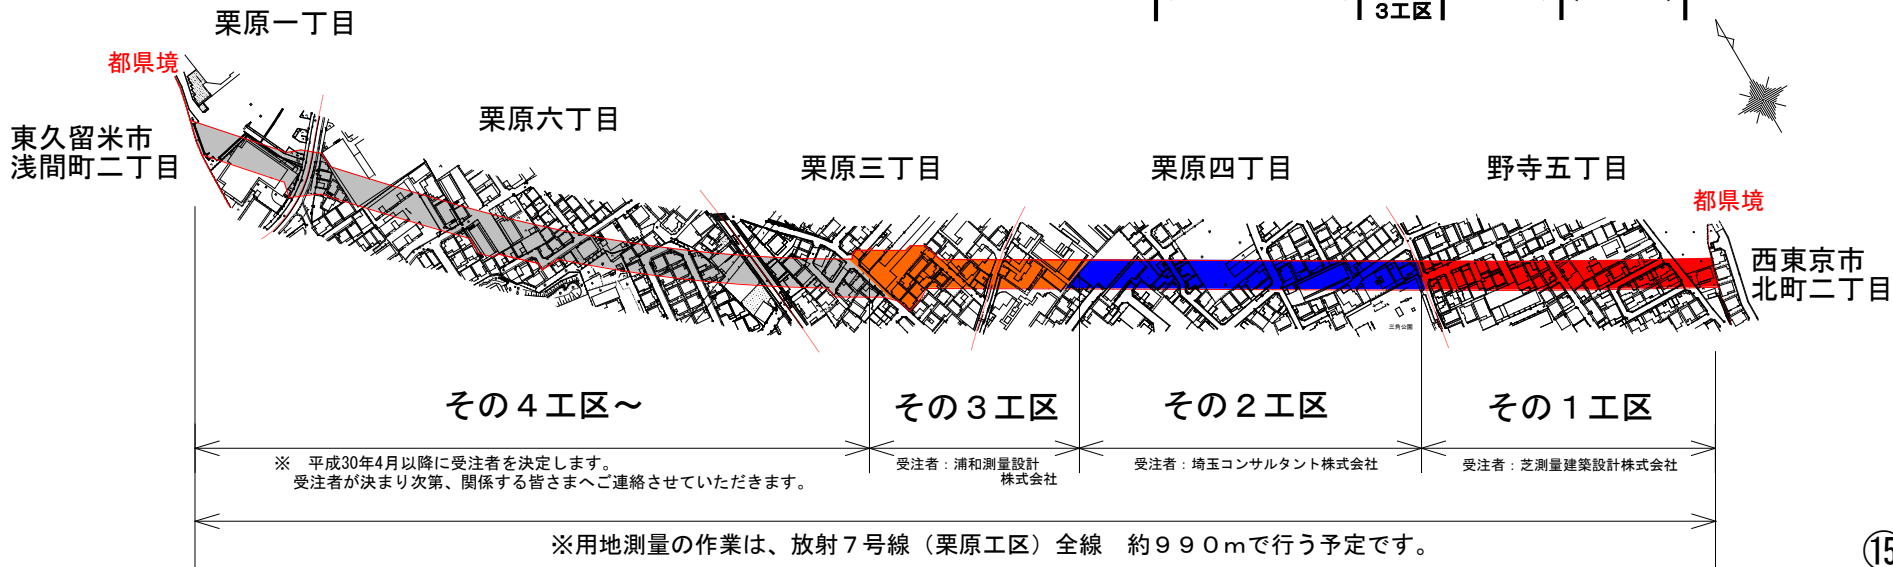 3工区
栗原一丁目
都県境
東久留米市
浅間町二丁目
栗原六丁目
栗原三丁目
栗原四丁目
野寺五丁目
都県境
西東京市
北町二丁目
三角公園
その４工区～
その３工区
その２工区
その１工区
※　平成30年4月以降に受注者を決定します。
受注者が決まり次第、関係する皆さまへご連絡させていただきます。
受注者：浦和測量設計
株式会社
受注者：埼玉コンサルタント株式会社
受注者：芝測量建築設計株式会社
※用地測量の作業は、放射７号線（栗原工区）全線　約９９０ｍで行う予定です。
⑮